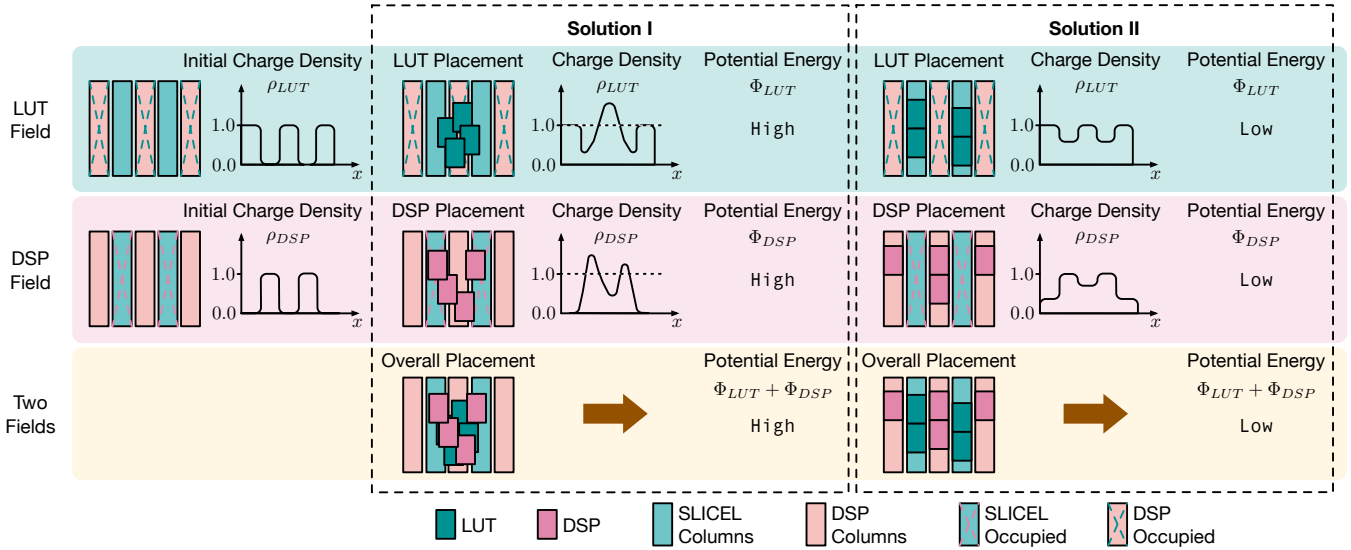 Solution I
Solution II
LUT
Field
Initial Charge Density
ρ_LUT
1.0
0.0
x
LUT Placement
Charge Density
ρ_LUT
1.0
0.0
x
Potential Energy
Φ_LUT
High
LUT Placement
Charge Density
ρ_LUT
1.0
0.0
x
Potential Energy
Φ_LUT
Low
DSP
Field
Initial Charge Density
ρ_DSP
1.0
0.0
x
DSP Placement
Charge Density
ρ_DSP
1.0
0.0
x
Potential Energy
Φ_DSP
High
DSP Placement
Charge Density
ρ_DSP
1.0
0.0
x
Potential Energy
Φ_DSP
Low
Two
Fields
Overall Placement
Potential Energy
Φ_LUT + Φ_DSP
High
Overall Placement
Potential Energy
Φ_LUT + Φ_DSP
Low
LUT
DSP
SLICEL
Columns
DSP
Columns
SLICEL
Occupied
DSP
Occupied